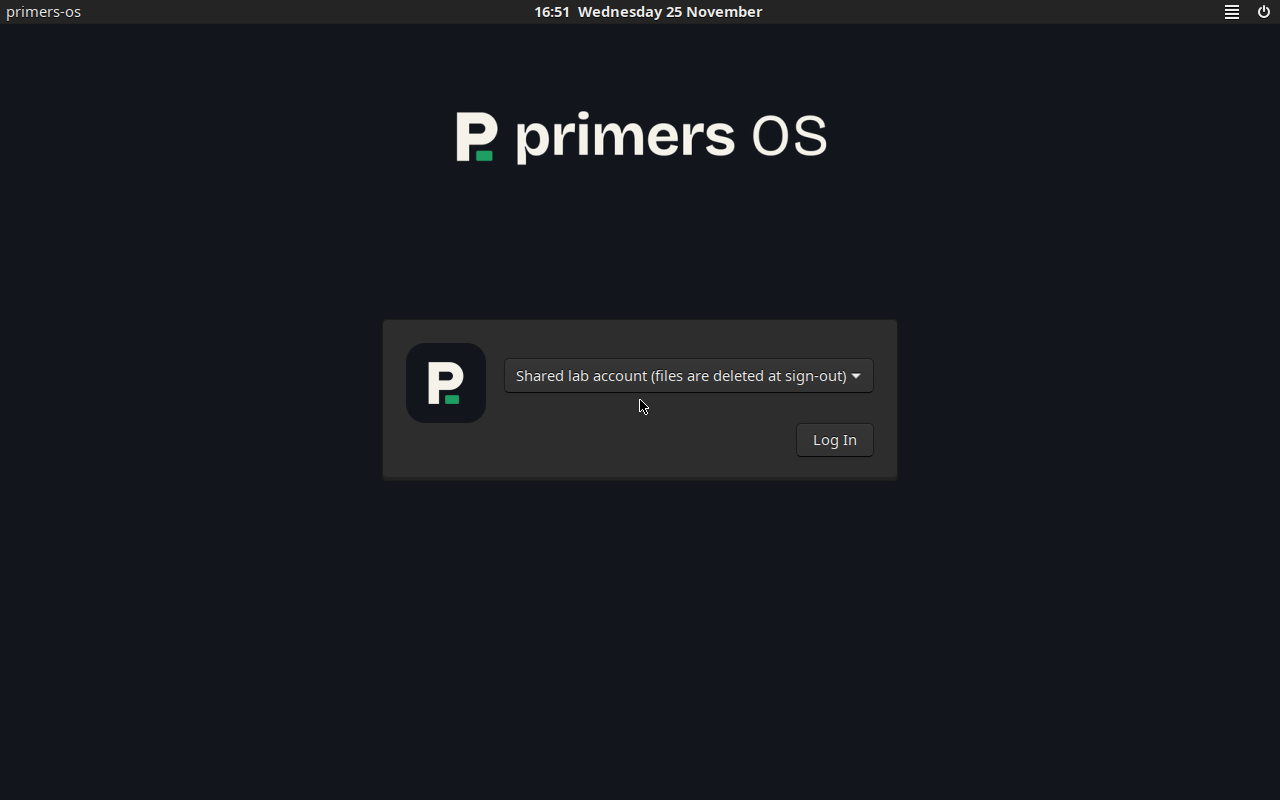 primers-os
16:51 Wednesday 25 November
primers OS
Shared lab account (files are deleted at sign-out)
Log In